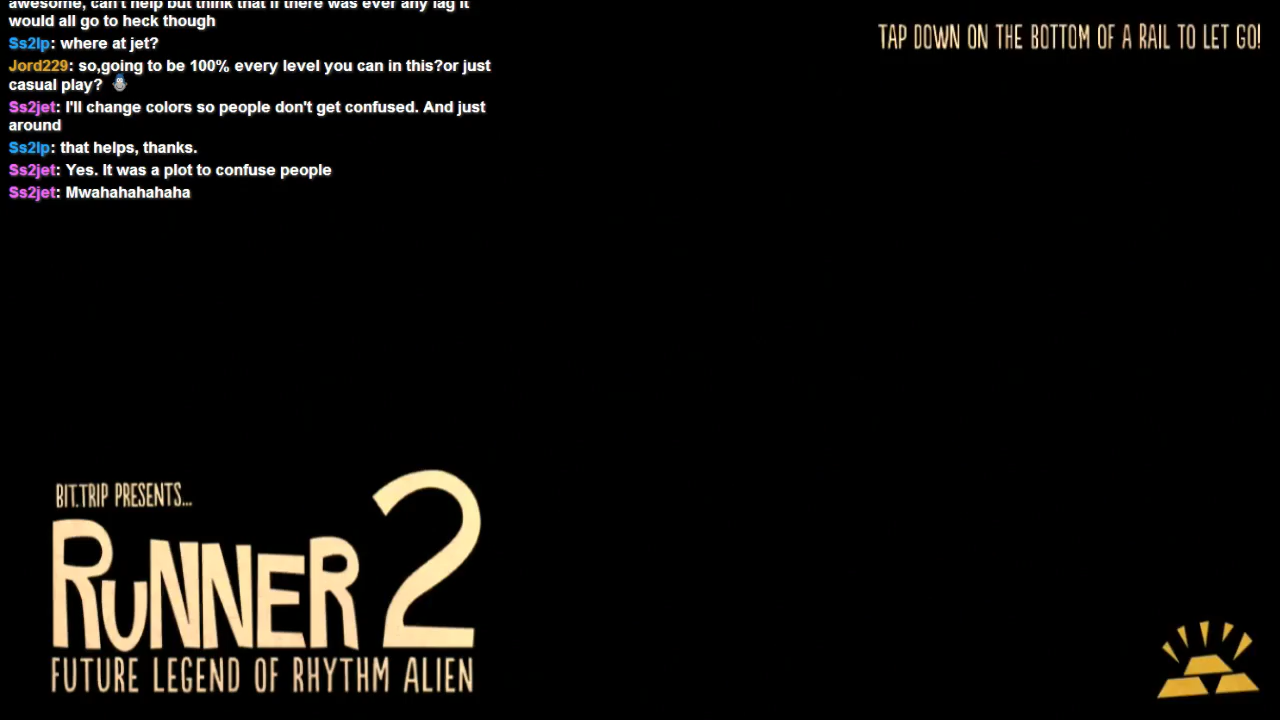 awesome, can't help but think that if there was ever any lag it
would all go to heck though
Ss2lp: where at jet?
Jord229: so,going to be 100% every level you can in this?or just
casual play?
Ss2jet: I'll change colors so people don't get confused. And just
around
Ss2lp: that helps, thanks.
Ss2jet: Yes. It was a plot to confuse people
Ss2jet: Mwahahahahaha
TAP DOWN ON THE BOTTOM OF A RAIL TO LET GO!
BIT.TRIP PRESENTS...
RUNNER 2
FUTURE LEGEND OF RHYTHM ALIEN